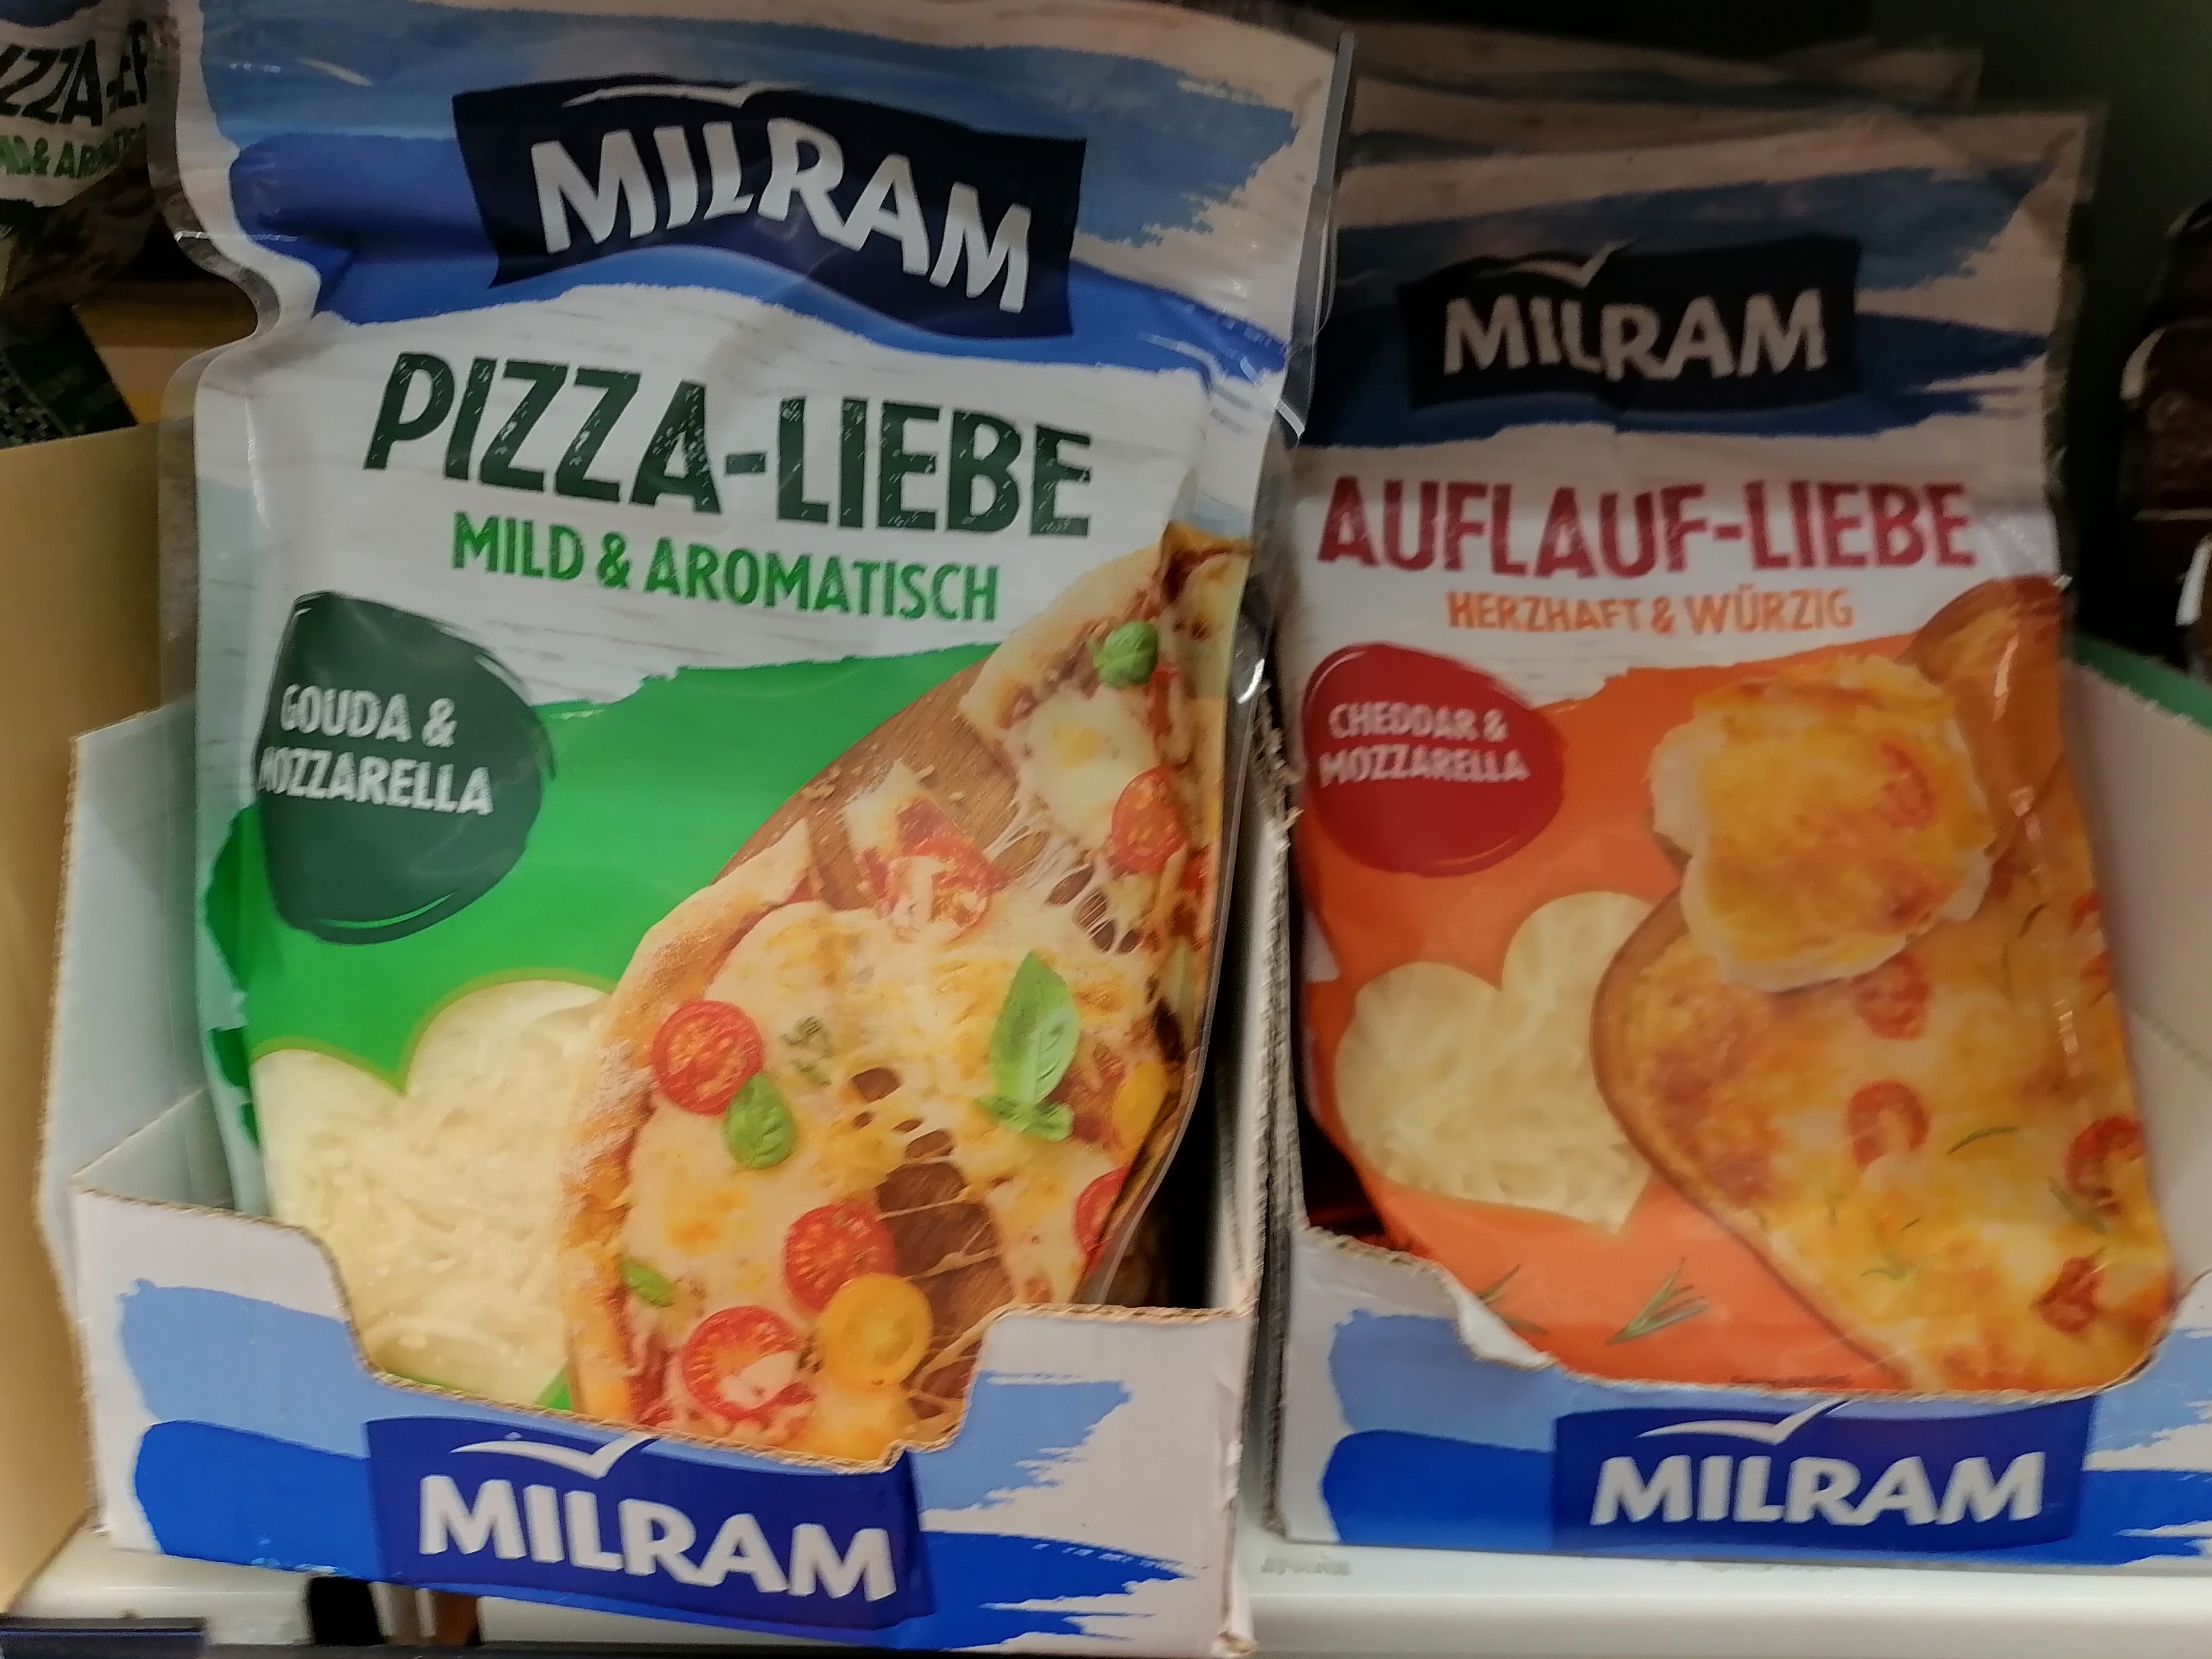 MILRAM
PIZZA-LIEBE
MILD & AROMATISCH
GOUDA &
MOZZARELLA
MILRAM
MILRAM
AUFLAUF-LIEBE
HERZHAFT & WÜRZIG
CHEDDAR &
MOZZARELLA
MILRAM